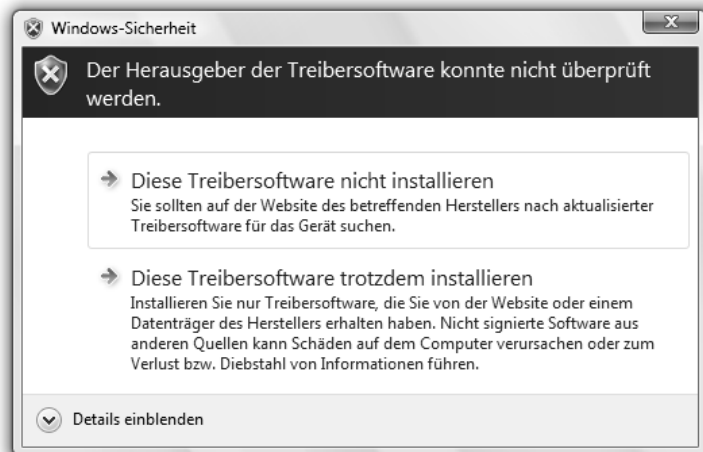 Windows-Sicherheit
Der Herausgeber der Treibersoftware konnte nicht überprüft
werden.
Diese Treibersoftware nicht installieren
Sie sollten auf der Website des betreffenden Herstellers nach aktualisierter
Treibersoftware für das Gerät suchen.
Diese Treibersoftware trotzdem installieren
Installieren Sie nur Treibersoftware, die Sie von der Website oder einem
Datenträger des Herstellers erhalten haben. Nicht signierte Software aus
anderen Quellen kann Schäden auf dem Computer verursachen oder zum
Verlust bzw. Diebstahl von Informationen führen.
Details einblenden